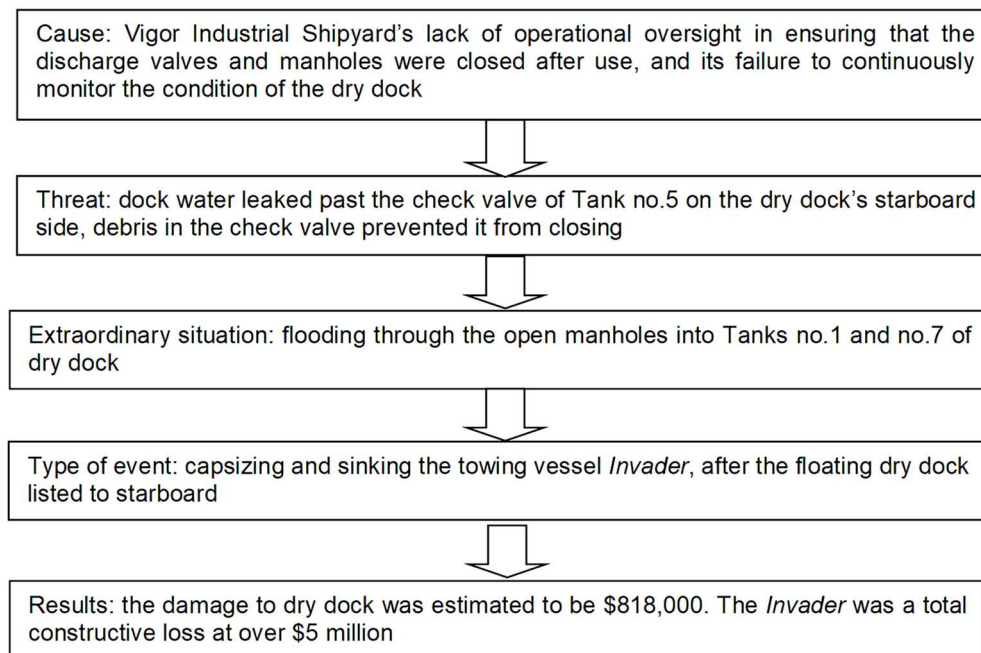 Cause: Vigor Industrial Shipyard’s lack of operational oversight in ensuring that the
discharge valves and manholes were closed after use, and its failure to continuously
monitor the condition of the dry dock
Threat: dock water leaked past the check valve of Tank no.5 on the dry dock’s starboard
side, debris in the check valve prevented it from closing
Extraordinary situation: flooding through the open manholes into Tanks no.1 and no.7 of
dry dock
Type of event: capsizing and sinking the towing vessel Invader, after the floating dry dock
listed to starboard
Results: the damage to dry dock was estimated to be $818,000. The Invader was a total
constructive loss at over $5 million